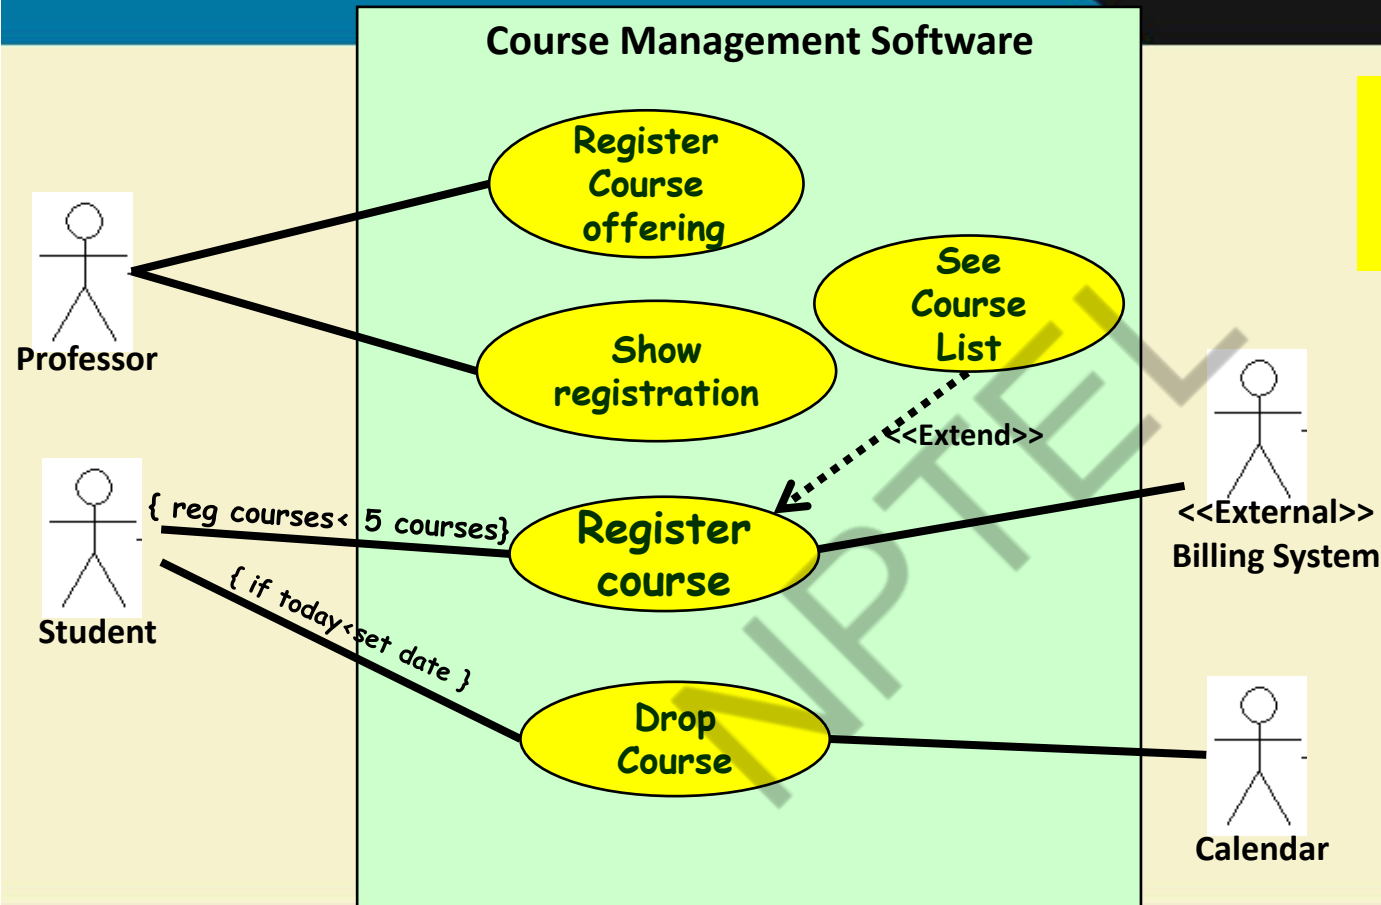 Course Management Software
Register
Course
offering
See
Course
List
Professor
Show
registration
<<Extend>>
{ reg courses< 5 courses}
Register
course
<<External>>
Billing System
Student
{ if today<set date }
Drop
Course
Calendar
NPTEL